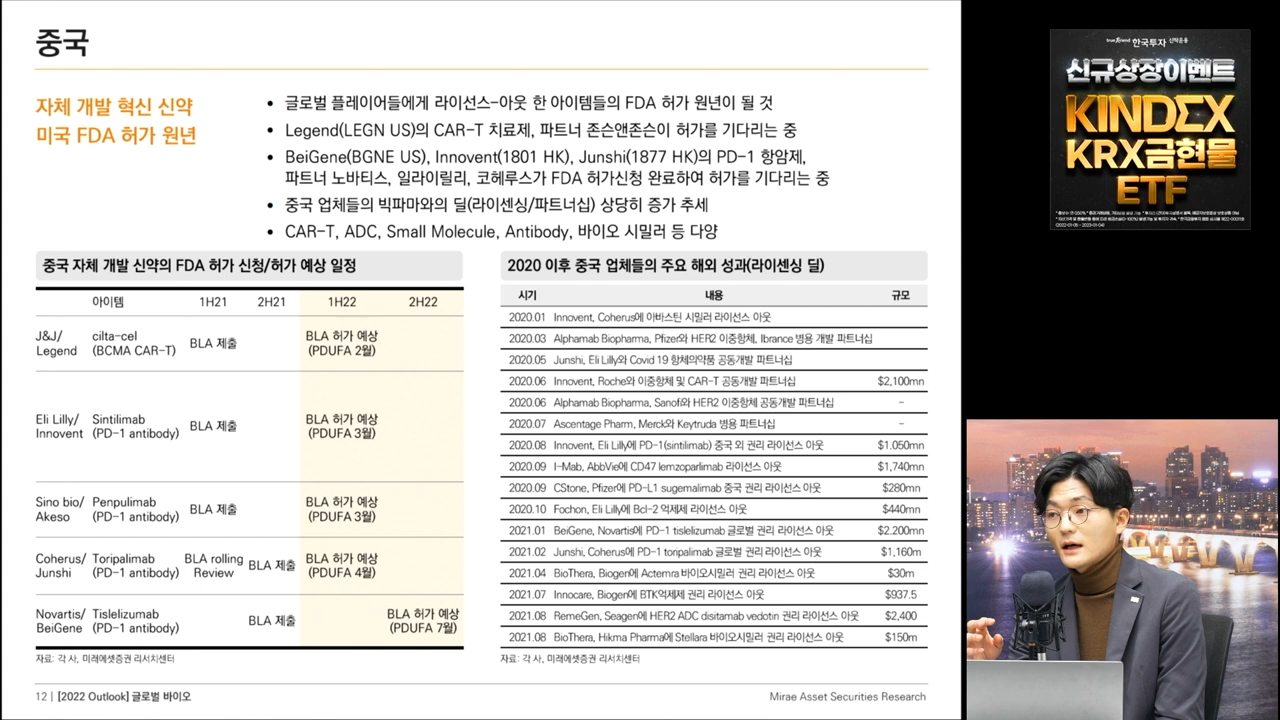 중국
자체 개발 혁신 신약
미국 FDA 허가 원년
• 글로벌 플레이어들에게 라이선스-아웃 한 아이템들의 FDA 허가 원년이 될 것
• Legend(LEGN US)의 CAR-T 치료제, 파트너 존슨앤존슨이 허가를 기다리는 중
• BeiGene(BGNE US), Innovent(1801 HK), Junshi(1877 HK)의 PD-1 항암제,
파트너 노바티스, 일라이릴리, 코헤루스가 FDA 허가신청 완료하여 허가를 기다리는 중
• 중국 업체들의 빅파마와의 딜(라이센싱/파트너십) 상당히 증가 추세
• CAR-T, ADC, Small Molecule, Antibody, 바이오 시밀러 등 다양
중국 자체 개발 신약의 FDA 허가 신청/허가 예상 일정
아이템 1H21 2H21 1H22 2H22
J&J/ cilta-cel BLA 제출 BLA 허가 예상
Legend (BCMA CAR-T) (PDUFA 2월)
Eli Lilly/ Sintilimab BLA 제출 BLA 허가 예상
Innovent (PD-1 antibody) (PDUFA 3월)
Sino bio/ Penpulimab BLA 제출 BLA 허가 예상
Akeso (PD-1 antibody) (PDUFA 3월)
Coherus/ Toripalimab BLA rolling BLA 제출 BLA 허가 예상
Junshi (PD-1 antibody) Review (PDUFA 4월)
Novartis/ Tislelizumab BLA 제출 BLA 허가 예상
BeiGene (PD-1 antibody) (PDUFA 7월)
자료: 각 사, 미래에셋증권 리서치센터
2020 이후 중국 업체들의 주요 해외 성과(라이센싱 딜)
시기 내용 규모
2020.01 Innovent, Coherus에 아바스틴 시밀러 라이선스 아웃
2020.03 Alphamab Biopharma, Pfizer와 HER2 이중항체, Ibrance 병용 개발 파트너십
2020.05 Junshi, Eli Lilly와 Covid 19 항체의약품 공동개발 파트너십
2020.06 Innovent, Roche와 이중항체 및 CAR-T 공동개발 파트너십 $2,100mn
2020.06 Alphamab Biopharma, Sanofi와 HER2 이중항체 공동개발 파트너십 -
2020.07 Ascentage Pharm, Merck와 Keytruda 병용 파트너십 -
2020.08 Innovent, Eli Lilly에 PD-1(sintilimab) 중국 외 권리 라이선스 아웃 $1.050mn
2020.09 I-Mab, AbbVie에 CD47 lemzoparlimab 라이선스 아웃 $1,740mn
2020.09 CStone, Pfizer에 PD-L1 sugemalimab 중국 권리 라이선스 아웃 $280mn
2020.10 Fochon, Eli Lilly에 Bcl-2 억제제 라이선스 아웃 $440mn
2021.01 BeiGene, Novartis에 PD-1 tislelizumab 글로벌 권리 라이선스 아웃 $2.200mn
2021.02 Junshi, Coherus에 PD-1 toripalimab 글로벌 권리 라이선스 아웃 $1,160m
2021.04 BioThera, Biogen에 Actemra 바이오시밀러 권리 라이선스 아웃 $30m
2021.07 Innocare, Biogen에 BTK억제제 권리 라이선스 아웃 $937.5
2021.08 RemeGen, Seagen에 HER2 ADC disitamab vedotin 권리 라이선스 아웃 $2,400
2021.08 BioThera, Hikma Pharma에 Stellara 바이오시밀러 권리 라이선스 아웃 $150m
자료: 각 사, 미래에셋증권 리서치센터
12 | [2022 Outlook] 글로벌 바이오
Mirae Asset Securities Research
true Friend 한국투자 신탁운용
신규상장이벤트
KINDEX
KRX금현물
ETF